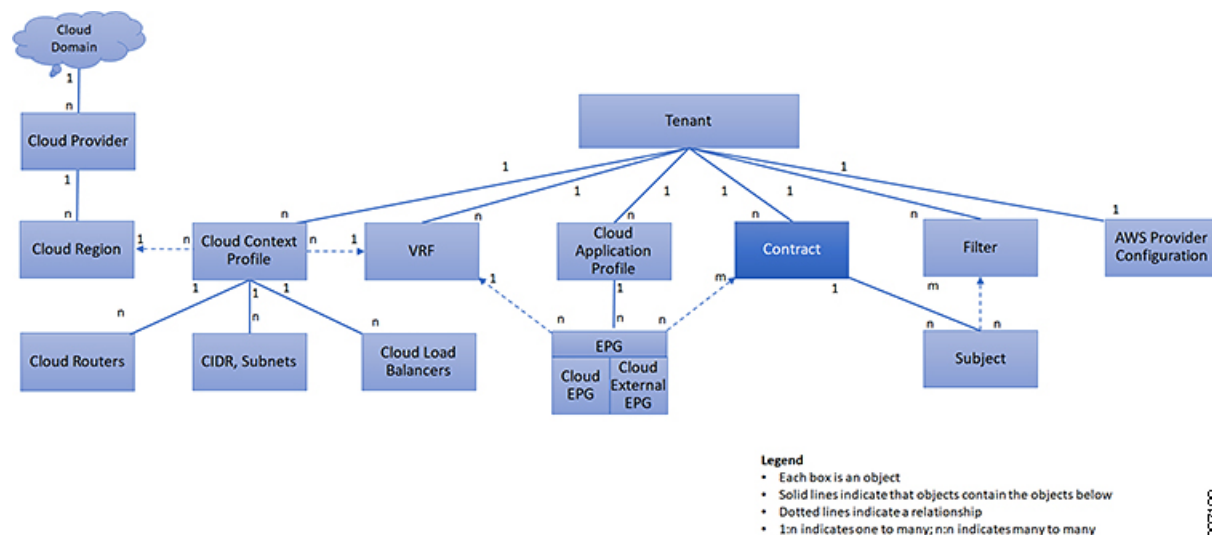 Cloud
Domain
1
n
Cloud Provider
1
n
Cloud Region
Tenant
1
1
1
1
1
1
n
n
n
n
n
1
Cloud Context
Profile
VRF
Cloud
Application
Profile
Contract
Filter
AWS Provider
Configuration
1
n
n
1
1
1
1
n
n
n
1
1
n
n
n
m
1
m
n
n
Cloud Routers
CIDR, Subnets
Cloud Load
Balancers
EPG
Cloud
EPG
Cloud
External
EPG
Subject
Legend
• Each box is an object
• Solid lines indicate that objects contain the objects below
• Dotted lines indicate a relationship
• 1:n indicates one to many; n:n indicates many to many